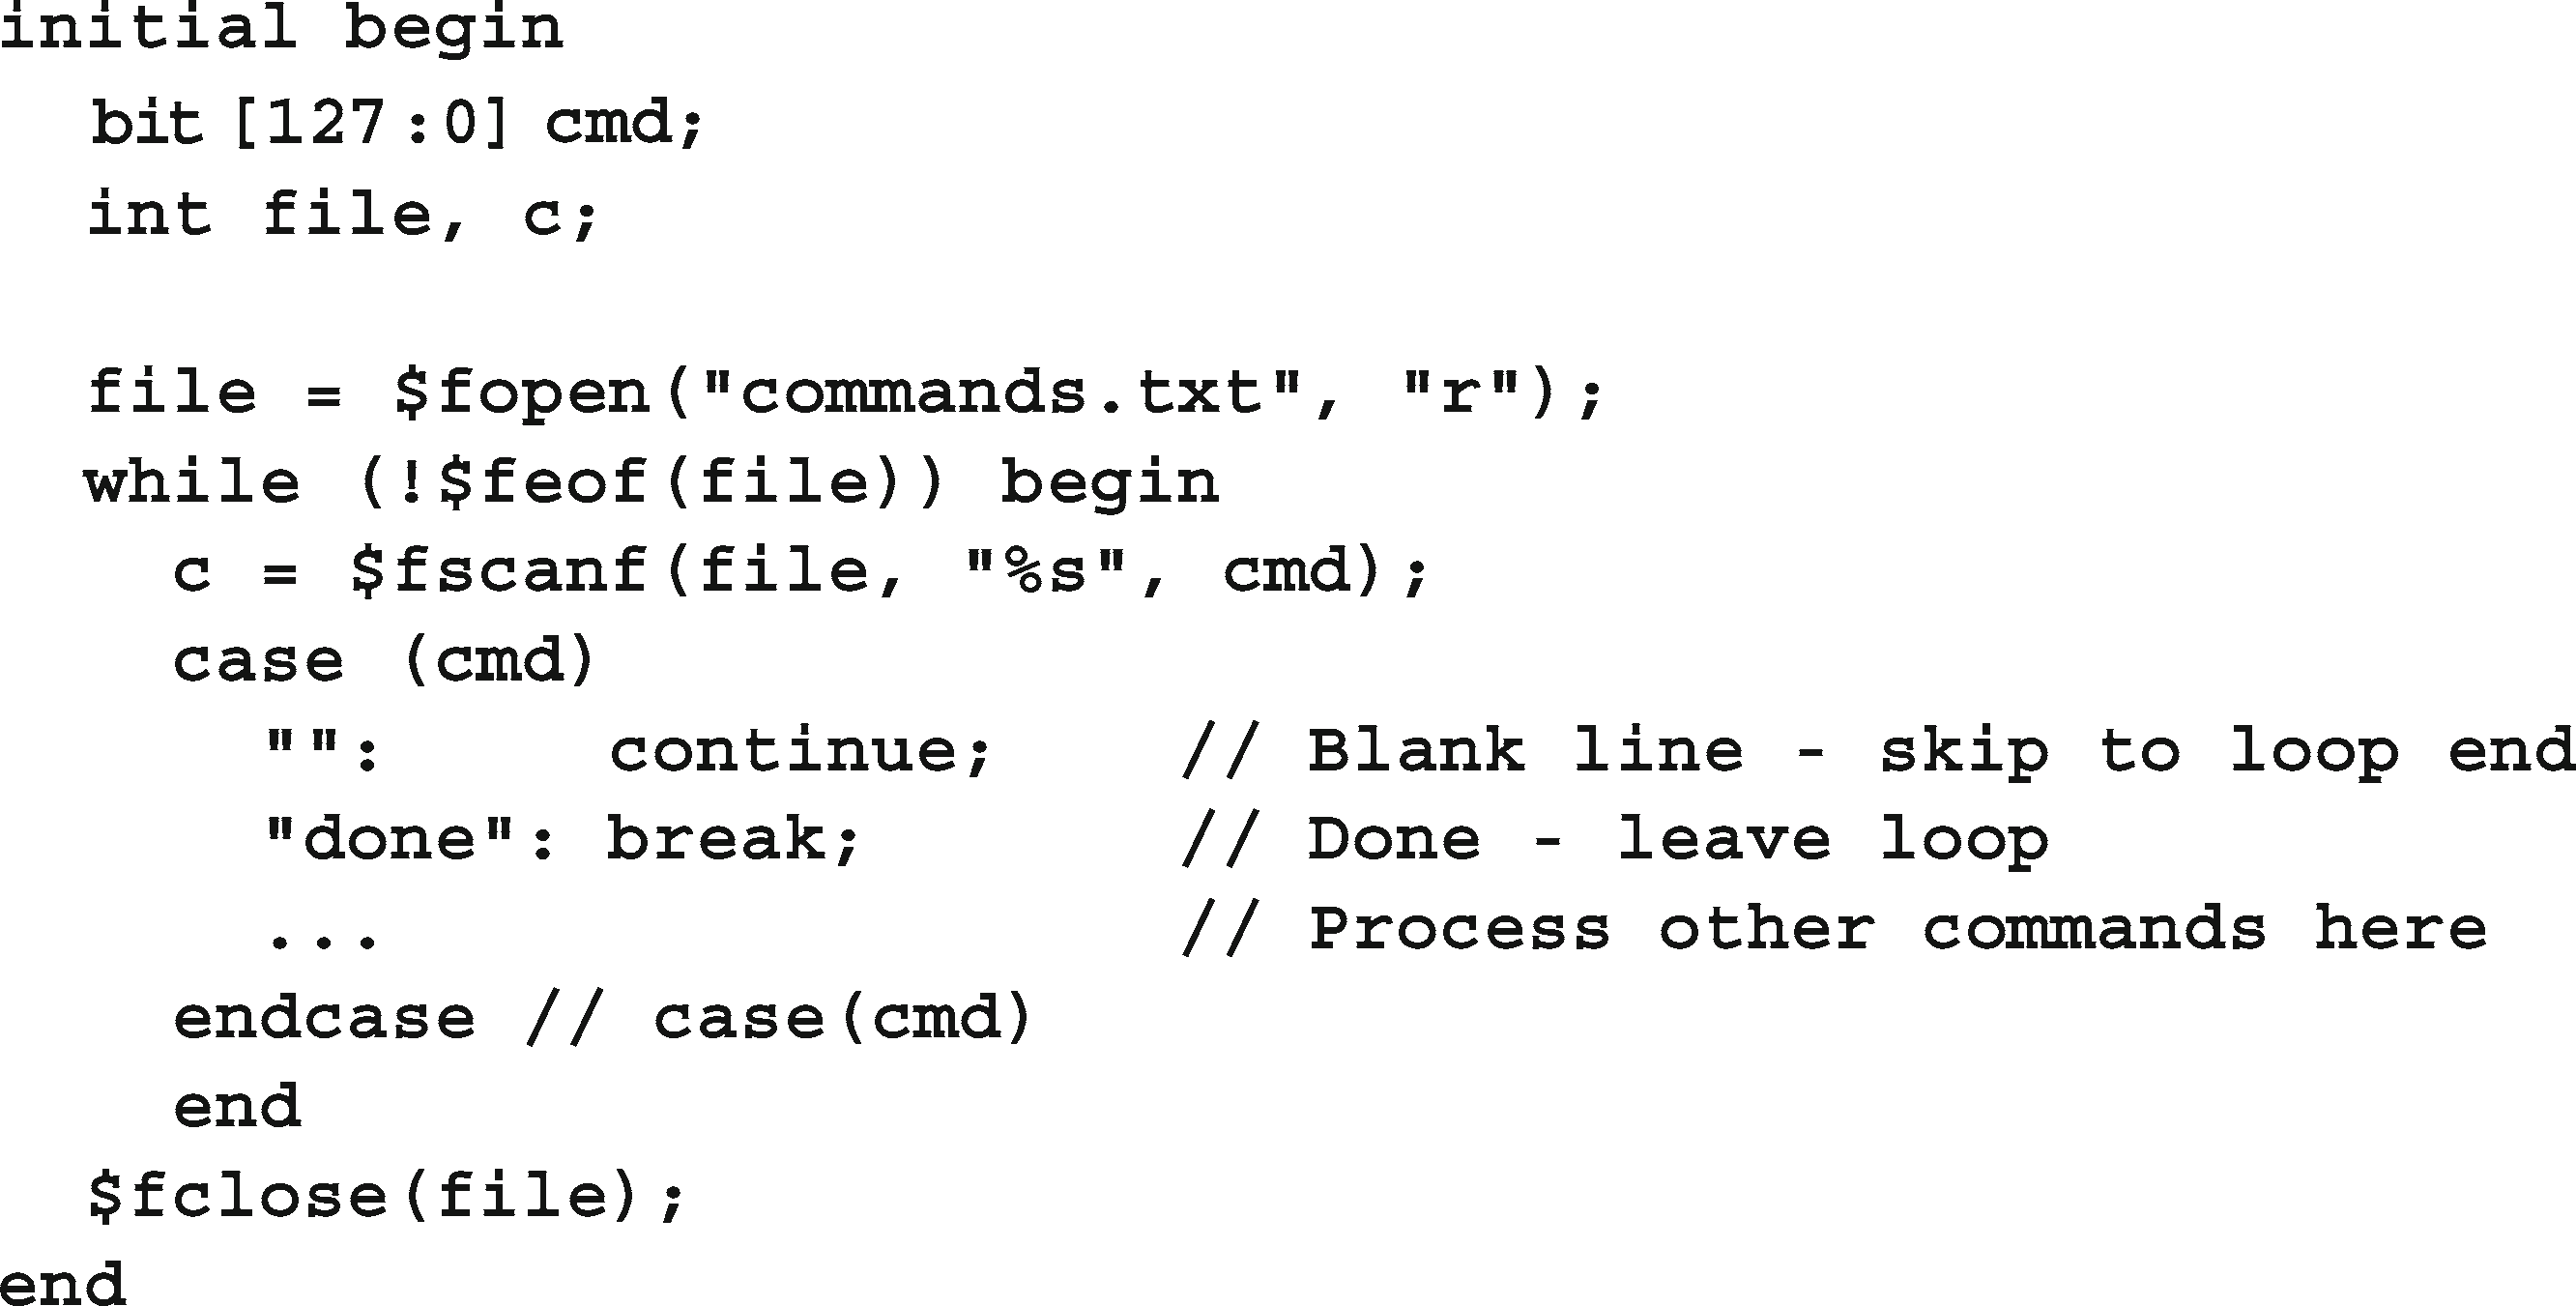 initial begin
  bit [127:0] cmd;
  int file, c;

  file = $fopen("commands.txt", "r");
  while (!$feof(file)) begin
    c = $fscanf(file, "%s", cmd);
    case (cmd)
      "":     continue;    // Blank line - skip to loop end
      "done": break;       // Done - leave loop
      ...                  // Process other commands here
    endcase // case(cmd)
    end
  $fclose(file);
end